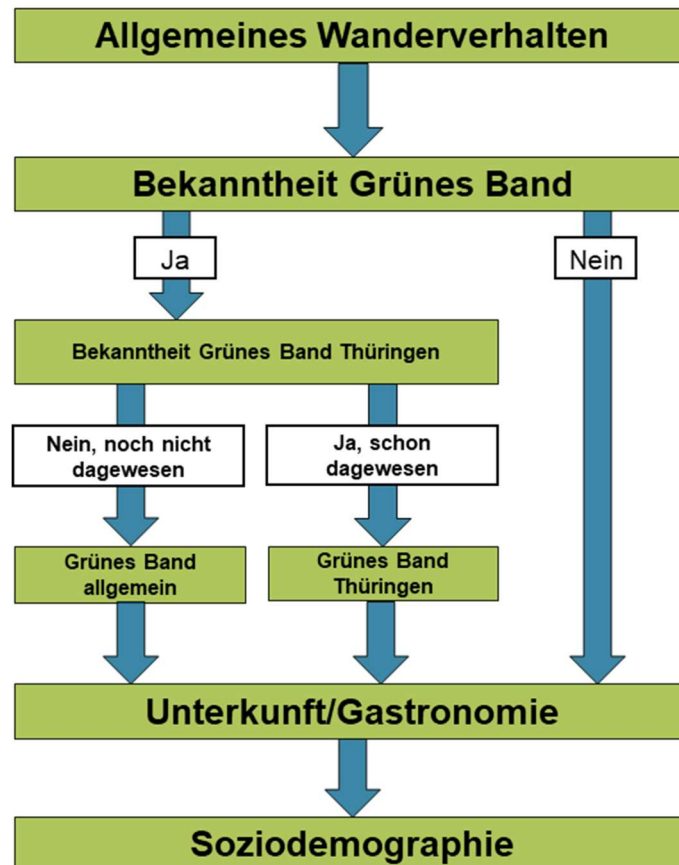 Allgemeines Wanderverhalten
Bekanntheit Grünes Band
Ja
Nein
Bekanntheit Grünes Band Thüringen
Nein, noch nicht
dagewesen
Ja, schon
dagewesen
Grünes Band
allgemein
Grünes Band
Thüringen
Unterkunft/Gastronomie
Soziodemographie